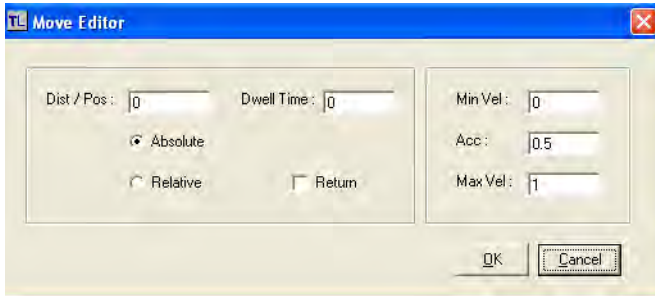 TL Move Editor
Dist / Pos : 0 Dwell Time : 0 Min Vel : 0
Absolute Acc : 0.5
Relative Return Max Vel : 1
OK Cancel